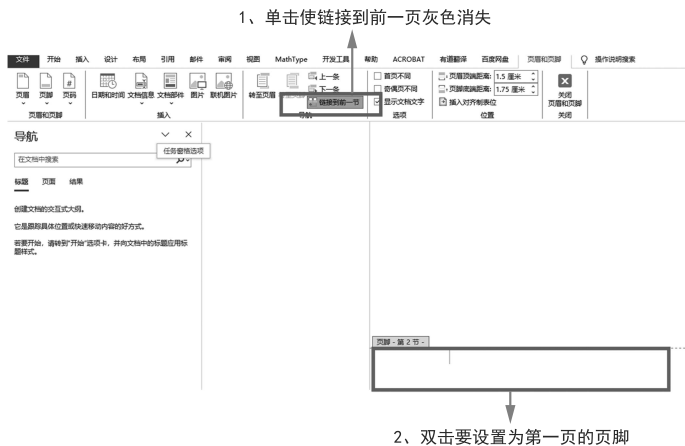 1、单击使链接到前一页灰色消失
文件 开始 插入 设计 布局 引用 邮件 审阅 视图 MathType 开发工具 帮助 ACROBAT 有道翻译 百度网盘 页眉和页脚 操作说明搜索
页眉 页脚 页码 日期和时间 文档信息 文档部件 图片 联机图片 转至页眉 上一条 首页不同 页眉顶端距离: 1.5 厘米
下一条 奇偶页不同 页脚底端距离: 1.75 厘米 关闭
链接到前一节 显示文档文字 插入对齐制表位 页眉和页脚
页眉和页脚 插入 导航 选项 位置 关闭
导航
任务窗格选项
在文档中搜索
标题 页面 结果
创建文档的交互式大纲。
它是跟踪具体位置或快速移动内容的好方式。
若要开始，请转到“开始”选项卡，并向文档中的标题应用标
题样式。
页脚 - 第 2 节 -
2、双击要设置为第一页的页脚